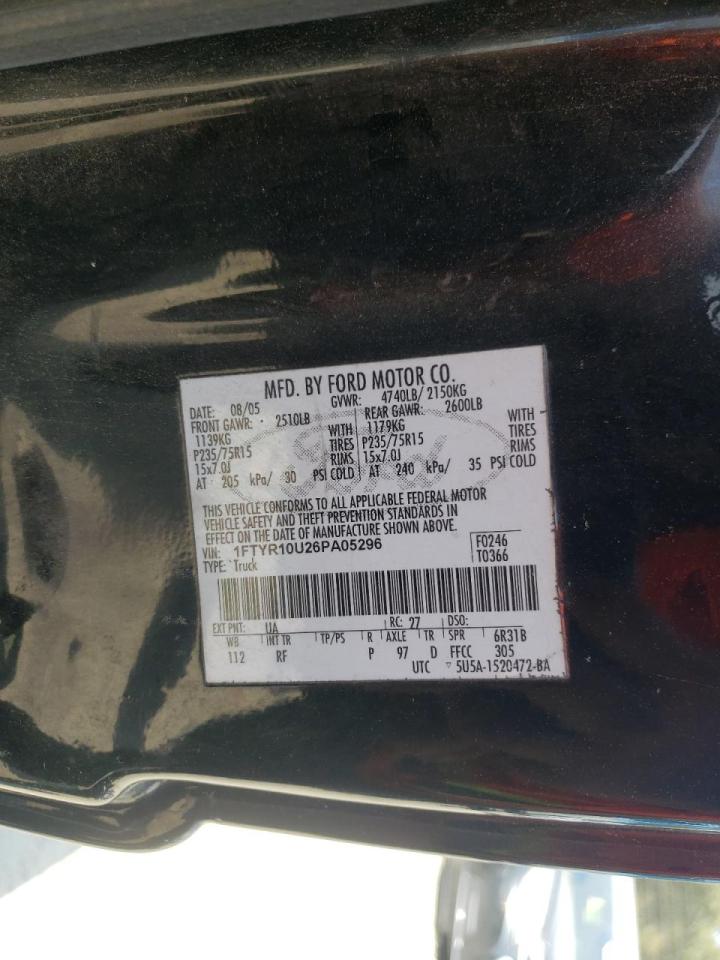 MFD. BY FORD MOTOR CO.
DATE: 08/05 GVWR: 4740LB/ 2150KG
FRONT GAWR: 2510LB REAR GAWR: 2600LB
1139KG WITH 1179KG WITH
P235/75R15 TIRES P235/75R15 TIRES
15x7.0J RIMS 15x7.0J RIMS
AT 205 kPa/ 30 PSI COLD AT 240 kPa/ 35 PSI COLD
Ford
THIS VEHICLE CONFORMS TO ALL APPLICABLE FEDERAL MOTOR
VEHICLE SAFETY AND THEFT PREVENTION STANDARDS IN
EFFECT ON THE DATE OF MANUFACTURE SHOWN ABOVE.
VIN: 1FTYR10U26PA05296 F0246
TYPE: Truck T0366
EXT PNT: UA RC: 27 DSO:
WB INT TR TP/PS R AXLE TR SPR 6R31B
112 RF P 97 D FFCC 305
UTC ▽ 5U5A-1520472-BA